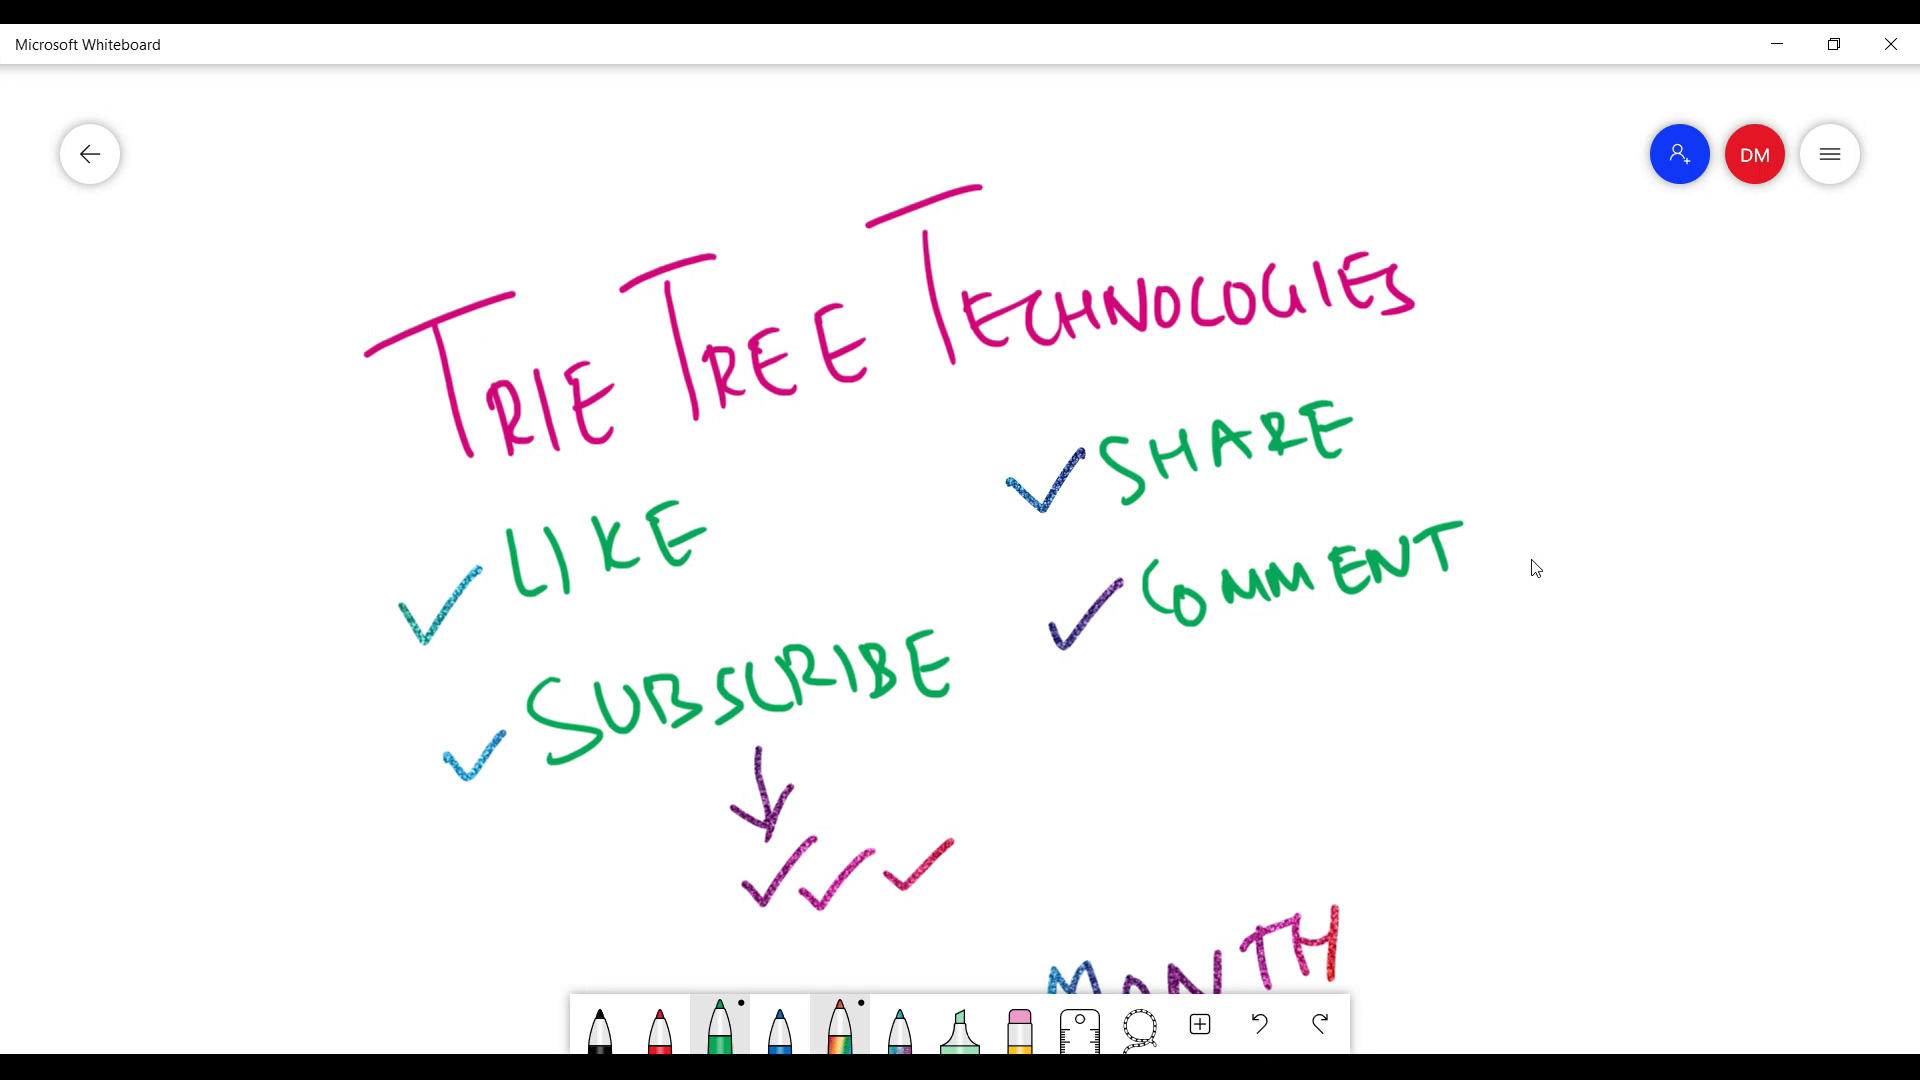 Microsoft Whiteboard
DM
TRIE TREE TECHNOLOGIES
SHARE
LIKE
COMMENT
SUBSCRIBE
MONTH